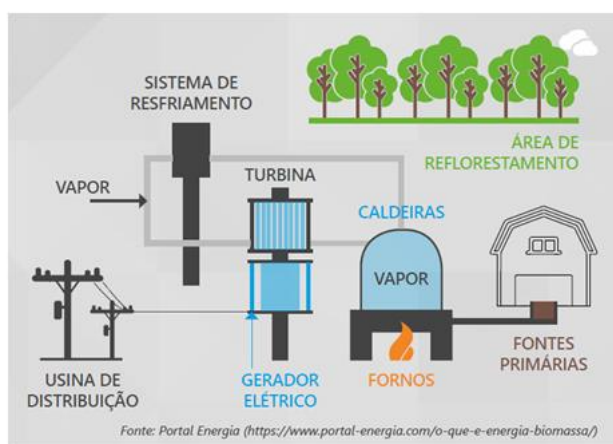 SISTEMA DE
RESFRIAMENTO
ÁREA DE
REFLORESTAMENTO
VAPOR
TURBINA
CALDEIRAS
VAPOR
USINA DE
DISTRIBUIÇÃO
GERADOR
ELÉTRICO
FORNOS
FONTES
PRIMÁRIAS
Fonte: Portal Energia (https://www.portal-energia.com/o-que-e-energia-biomassa/)